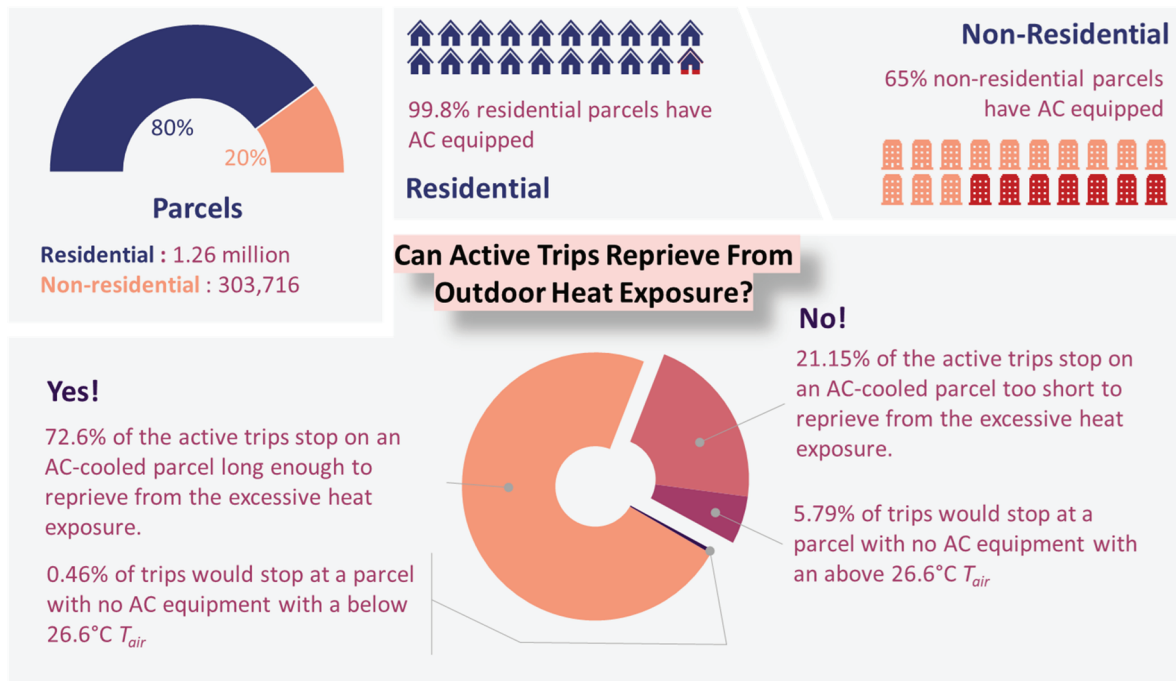 80%
20%
Parcels
Residential : 1.26 million
Non-residential : 303,716
99.8% residential parcels have
AC equipped
Residential
Non-Residential
65% non-residential parcels
have AC equipped
Can Active Trips Reprieve From
Outdoor Heat Exposure?
Yes!
72.6% of the active trips stop on an
AC-cooled parcel long enough to
reprieve from the excessive heat
exposure.
0.46% of trips would stop at a parcel
with no AC equipment with a below
26.6°C Tair
No!
21.15% of the active trips stop on
an AC-cooled parcel too short to
reprieve from the excessive heat
exposure.
5.79% of trips would stop at a
parcel with no AC equipment with
an above 26.6°C Tair